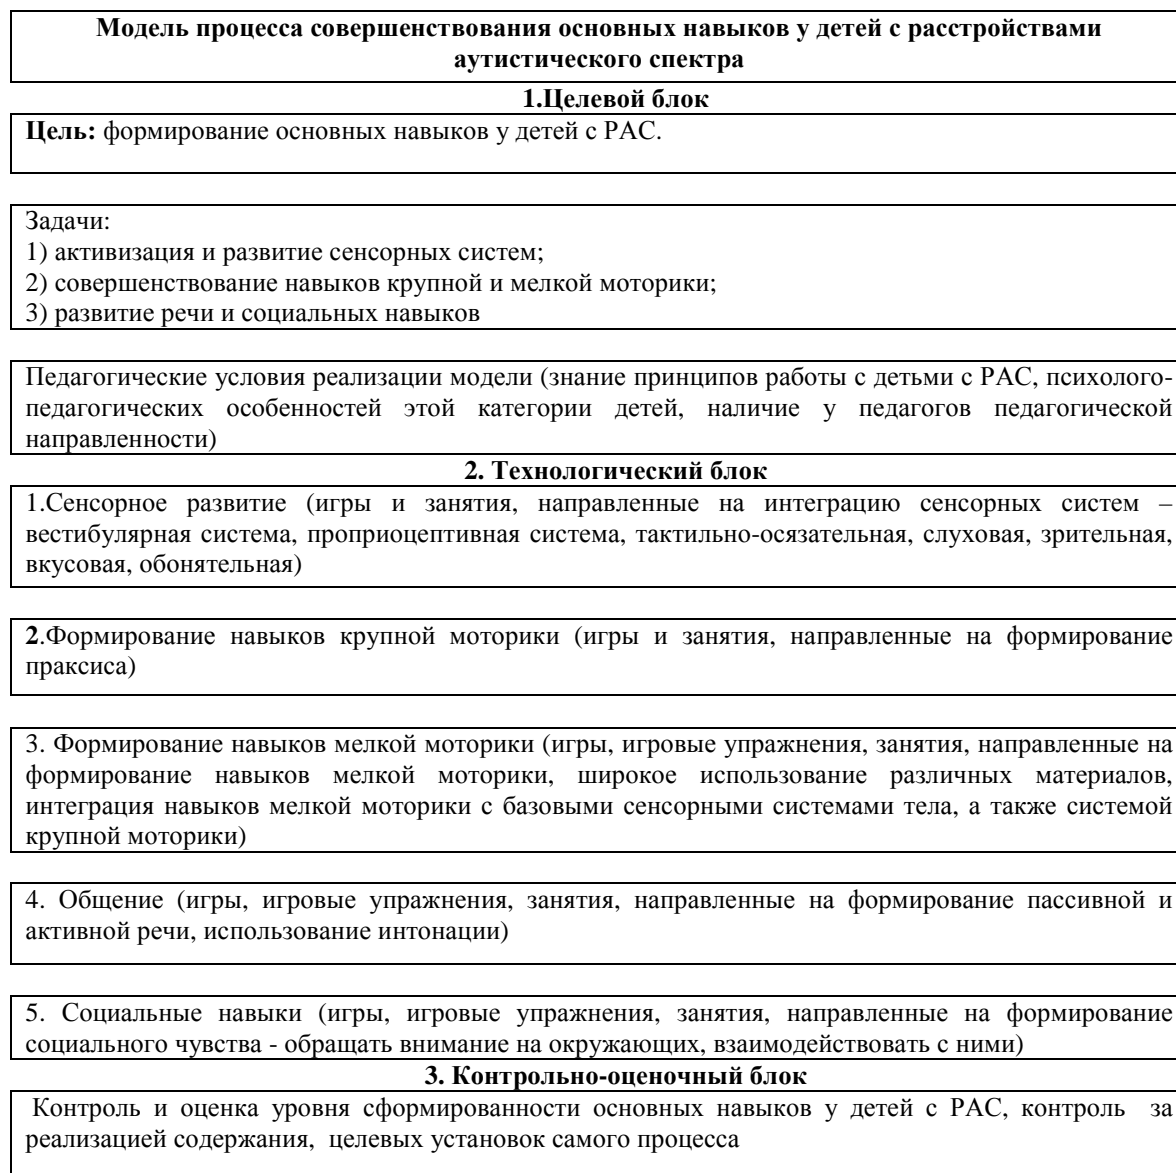 Модель процесса совершенствования основных навыков у детей с расстройствами
аутистического спектра
1.Целевой блок
Цель: формирование основных навыков у детей с РАС.
Задачи:
1) активизация и развитие сенсорных систем;
2) совершенствование навыков крупной и мелкой моторики;
3) развитие речи и социальных навыков
Педагогические условия реализации модели (знание принципов работы с детьми с РАС, психолого-
педагогических особенностей этой категории детей, наличие у педагогов педагогической
направленности)
2. Технологический блок
1.Сенсорное развитие (игры и занятия, направленные на интеграцию сенсорных систем –
вестибулярная система, проприоцептивная система, тактильно-осязательная, слуховая, зрительная,
вкусовая, обонятельная)
2.Формирование навыков крупной моторики (игры и занятия, направленные на формирование
праксиса)
3. Формирование навыков мелкой моторики (игры, игровые упражнения, занятия, направленные на
формирование навыков мелкой моторики, широкое использование различных материалов,
интеграция навыков мелкой моторики с базовыми сенсорными системами тела, а также системой
крупной моторики)
4. Общение (игры, игровые упражнения, занятия, направленные на формирование пассивной и
активной речи, использование интонации)
5. Социальные навыки (игры, игровые упражнения, занятия, направленные на формирование
социального чувства - обращать внимание на окружающих, взаимодействовать с ними)
3. Контрольно-оценочный блок
Контроль и оценка уровня сформированности основных навыков у детей с РАС, контроль за
реализацией содержания, целевых установок самого процесса